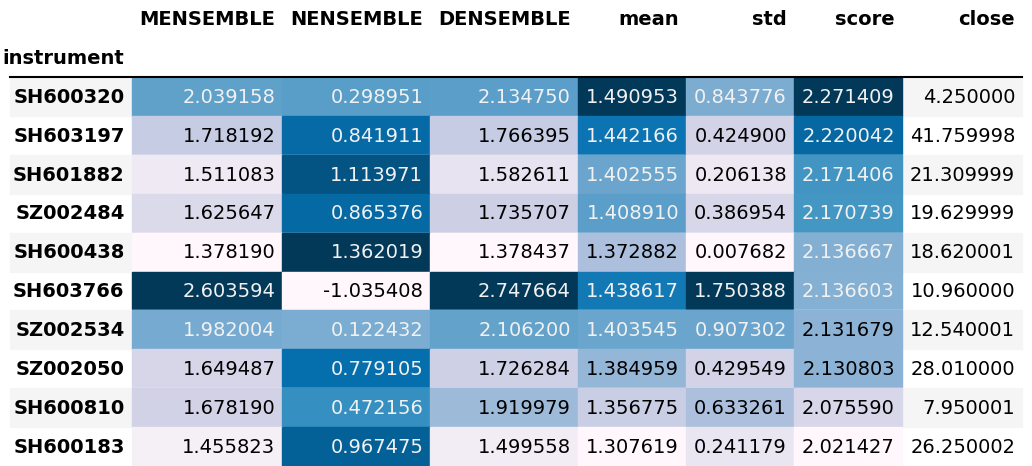 MENSEMBLE NENSEMBLE DENSEMBLE mean std score close
instrument
SH600320 2.039158 0.298951 2.134750 1.490953 0.843776 2.271409 4.250000
SH603197 1.718192 0.841911 1.766395 1.442166 0.424900 2.220042 41.759998
SH601882 1.511083 1.113971 1.582611 1.402555 0.206138 2.171406 21.309999
SZ002484 1.625647 0.865376 1.735707 1.408910 0.386954 2.170739 19.629999
SH600438 1.378190 1.362019 1.378437 1.372882 0.007682 2.136667 18.620001
SH603766 2.603594 -1.035408 2.747664 1.438617 1.750388 2.136603 10.960000
SZ002534 1.982004 0.122432 2.106200 1.403545 0.907302 2.131679 12.540001
SZ002050 1.649487 0.779105 1.726284 1.384959 0.429549 2.130803 28.010000
SH600810 1.678190 0.472156 1.919979 1.356775 0.633261 2.075590 7.950001
SH600183 1.455823 0.967475 1.499558 1.307619 0.241179 2.021427 26.250002